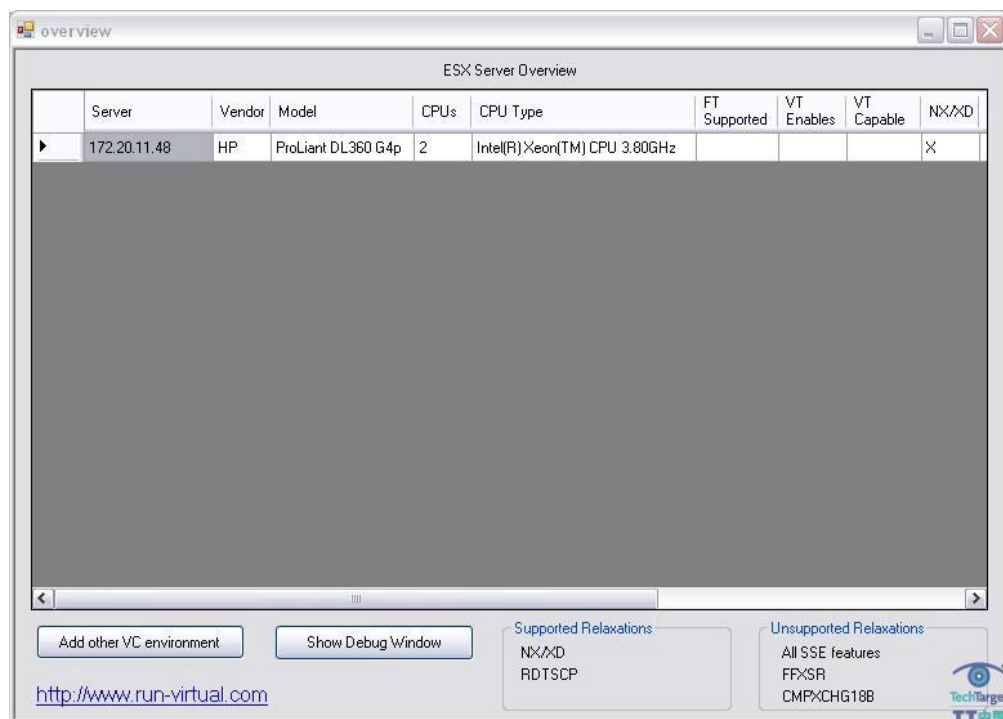 overview
ESX Server Overview
Server Vendor Model CPUs CPU Type FT Supported VT Enables VT Capable NX/XD
172.20.11.48 HP ProLiant DL360 G4p 2 Intel(R) Xeon(TM) CPU 3.80GHz X
Add other VC environment
Show Debug Window
http://www.run-virtual.com
Supported Relaxations
NX/XD
RDTSCP
Unsupported Relaxations
All SSE features
FFXSR
CMPXCHG18B
TechTarge